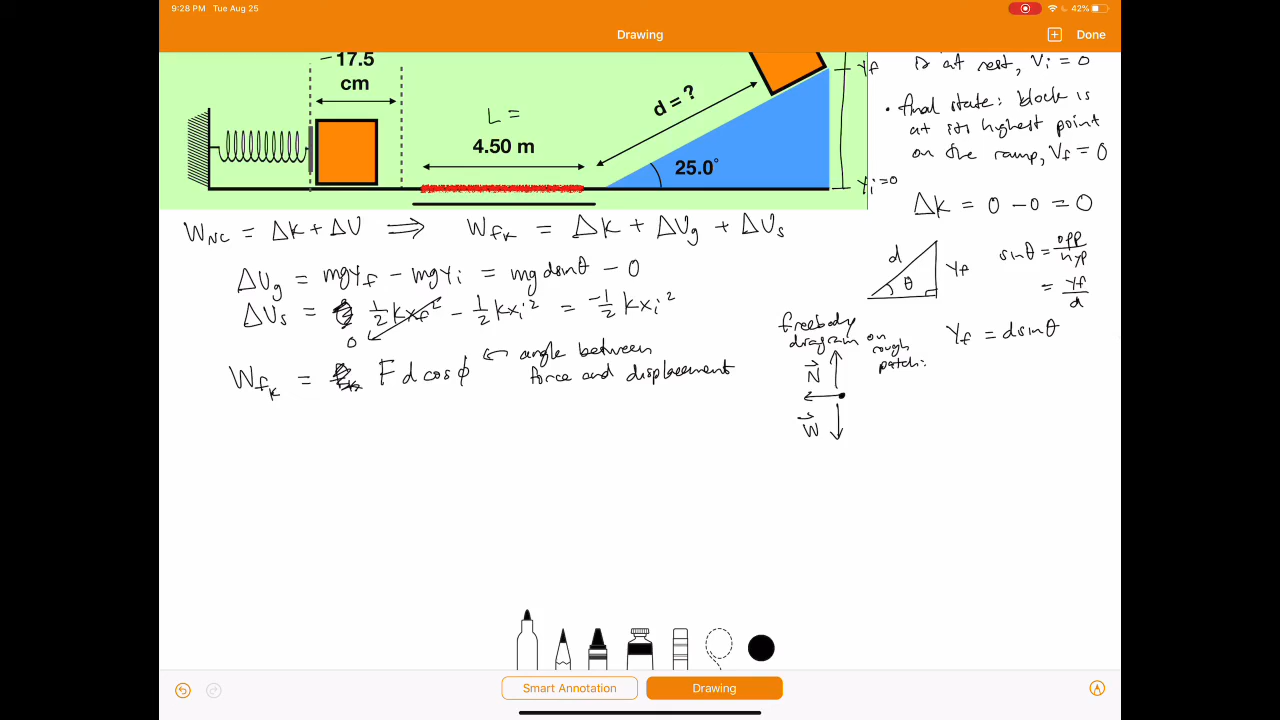 9:28 PM Tue Aug 25
42%
Drawing
Done
-17.5
cm
L =
4.50 m
d = ?
25.0°
Yf
Yi = 0
is at rest, Vi = 0
• final state: block is
at its highest point
on the ramp, Vf = 0
ΔK = 0 - 0 = 0
WNC = ΔK + ΔU ⟹ Wfk = ΔK + ΔUg + ΔUs
ΔUg = mgYf - mgYi = mg dsinθ - 0
ΔUs = ½kxf² - ½kxi² = -½kxi²
0
Wfk = F d cosϕ ← angle between
force and displacement
d
θ
Yf
sinθ = opp/hyp
= yf/d
Yf = dsinθ
freebody
diagram on
rough
patch:
N
W
Smart Annotation
Drawing